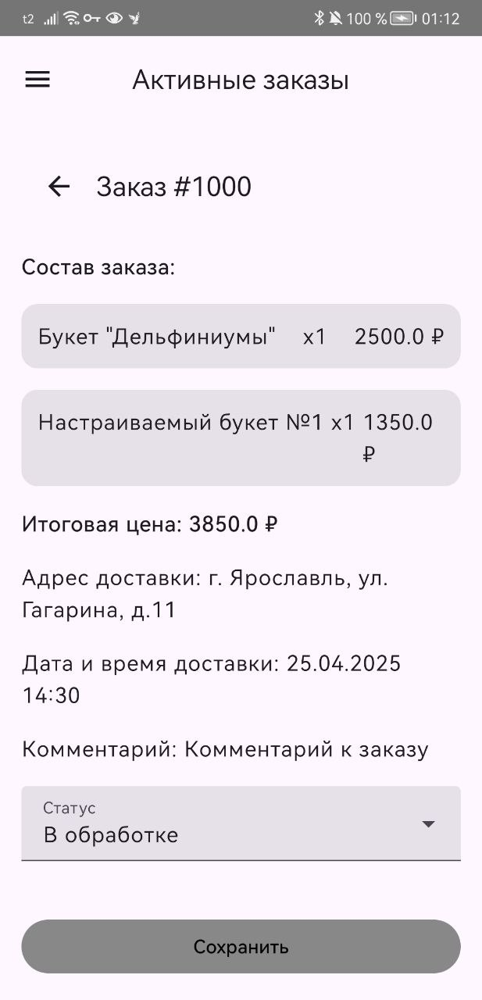 t2 100 % 01:12
Активные заказы
Заказ #1000
Состав заказа:
Букет "Дельфиниумы" x1 2500.0 ₽
Настраиваемый букет №1 x1 1350.0
₽
Итоговая цена: 3850.0 ₽
Адрес доставки: г. Ярославль, ул.
Гагарина, д.11
Дата и время доставки: 25.04.2025
14:30
Комментарий: Комментарий к заказу
Статус
В обработке
Сохранить